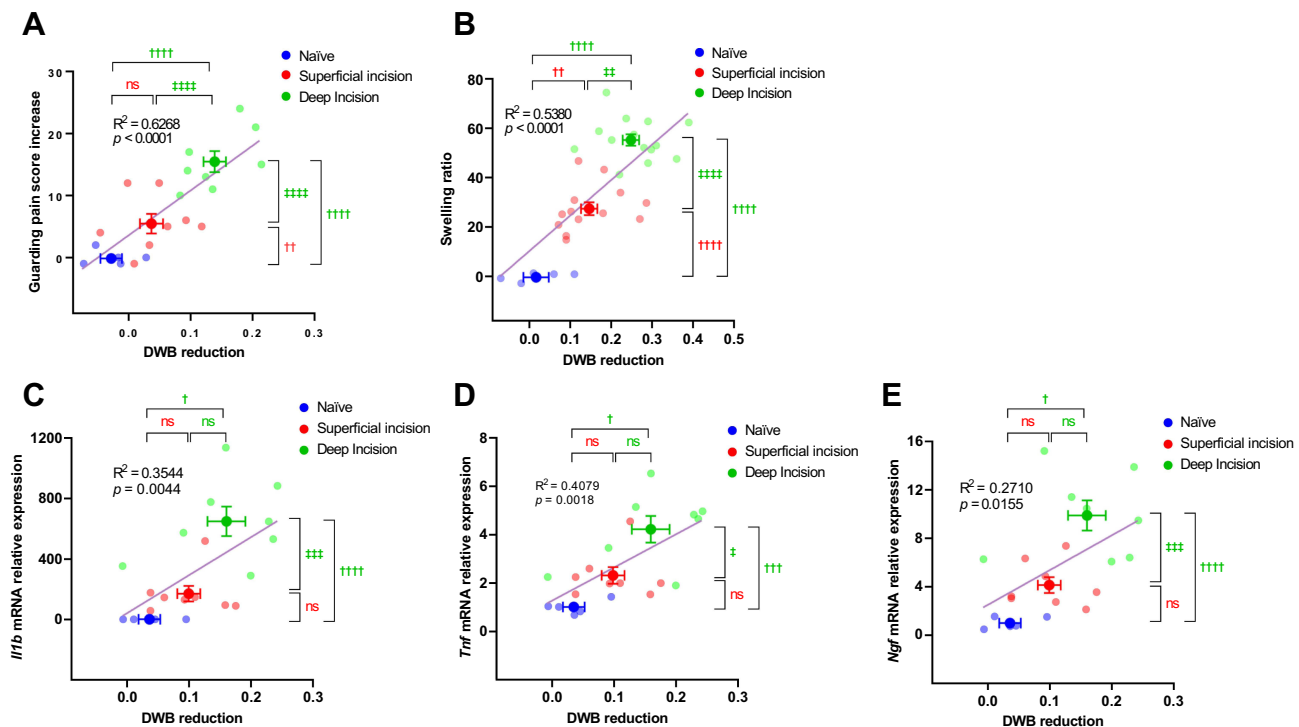 A
††††
Naïve
Superficial incision
Deep Incision
ns
‡‡‡‡
R² = 0.6268
p < 0.0001
Guarding pain score increase
30
20
10
0
‡‡‡‡
††
††††
0.0
0.1
0.2
0.3
DWB reduction
B
††††
Naïve
Superficial incision
Deep Incision
††
‡‡
R² = 0.5380
p < 0.0001
Swelling ratio
80
60
40
20
0
‡‡‡‡
††††
††††
0.0
0.1
0.2
0.3
0.4
0.5
DWB reduction
C
†
Naïve
Superficial incision
Deep Incision
ns
ns
R² = 0.3544
p = 0.0044
Il1b mRNA relative expression
1200
800
400
0
‡‡‡
ns
††††
0.0
0.1
0.2
0.3
DWB reduction
D
†
Naïve
Superficial incision
Deep Incision
ns
ns
R² = 0.4079
p = 0.0018
Tnf mRNA relative expression
8
6
4
2
0
‡
ns
†††
0.0
0.1
0.2
0.3
DWB reduction
E
†
Naïve
Superficial incision
Deep Incision
ns
ns
R² = 0.2710
p = 0.0155
Ngf mRNA relative expression
16
12
8
4
0
‡‡‡
ns
††††
0.0
0.1
0.2
0.3
DWB reduction